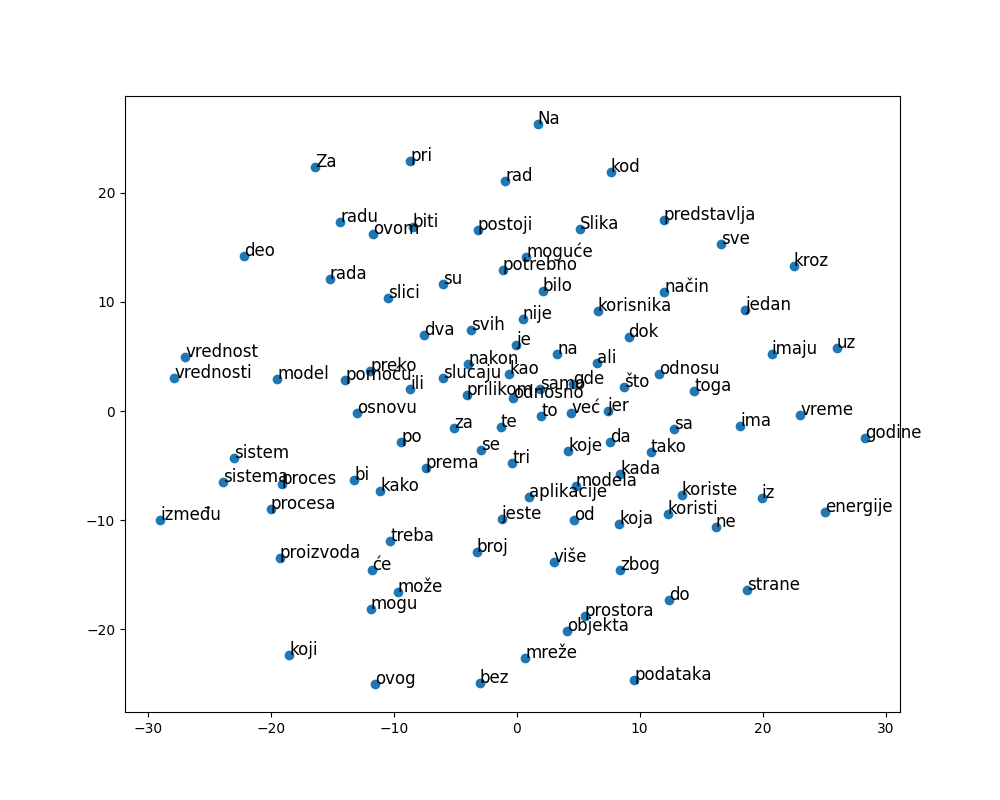 Na
Za
pri
rad
kod
radu
ovom
biti
postoji
Slika
predstavlja
sve
deo
moguće
potrebno
kroz
rada
slici
su
bilo
način
korisnika
jedan
nije
dva
svih
je
dok
na
imaju
uz
vrednost
vrednosti
model
pomoću
preko
ili
slučaju
nakon
kao
prilikom
samo
odnosno
gde
ali
što
odnosu
toga
osnovu
za
te
to
već
jer
sa
ima
vreme
godine
po
se
tri
koje
da
tako
sistem
sistema
proces
bi
kako
prema
kada
modela
aplikacije
koriste
koristi
iz
energije
između
procesa
jeste
od
koja
ne
proizvoda
treba
broj
više
zbog
će
može
mogu
do
strane
prostora
objekta
koji
mreže
ovog
bez
podataka
20
10
0
−10
−20
−30 −20 −10 0 10 20 30